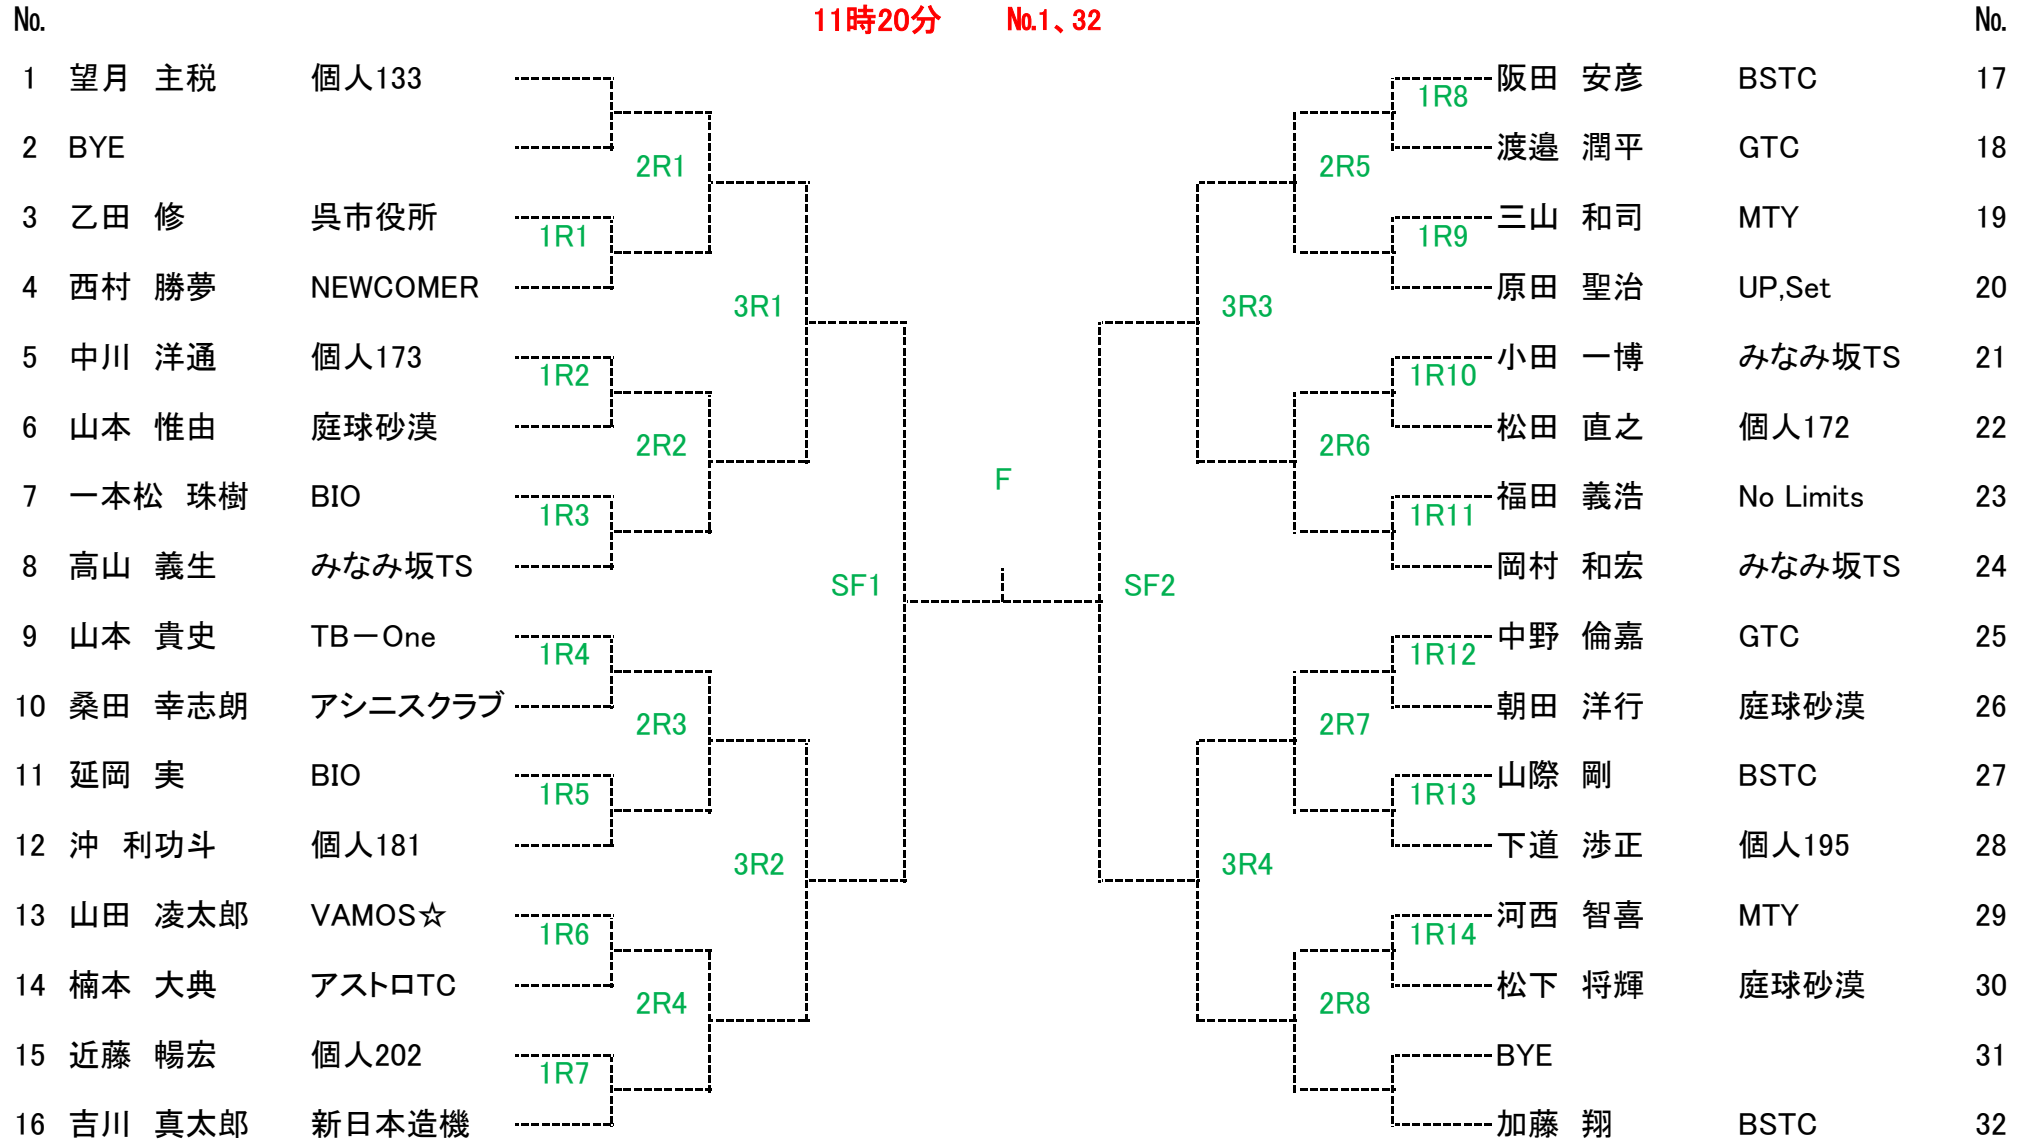 No. 11時20分 №1、32 No.
1 望月 主税 個人133 阪田 安彦 BSTC 17
1R8
2 BYE 渡邉 潤平 GTC 18
2R1 2R5
3 乙田 修 呉市役所 三山 和司 MTY 19
1R1 1R9
4 西村 勝夢 NEWCOMER 原田 聖治 UP,Set 20
3R1 3R3
5 中川 洋通 個人173 小田 一博 みなみ坂TS 21
1R2 1R10
6 山本 惟由 庭球砂漠 松田 直之 個人172 22
2R2 2R6
F
7 一本松 珠樹 BIO 福田 義浩 No Limits 23
1R3 1R11
8 高山 義生 みなみ坂TS 岡村 和宏 みなみ坂TS 24
SF1 SF2
9 山本 貴史 TB－One 中野 倫嘉 GTC 25
1R4 1R12
10 桑田 幸志朗 アシニスクラブ 朝田 洋行 庭球砂漠 26
2R3 2R7
11 延岡 実 BIO 山際 剛 BSTC 27
1R5 1R13
12 沖 利功斗 個人181 下道 渉正 個人195 28
3R2 3R4
13 山田 凌太郎 VAMOS☆ 河西 智喜 MTY 29
1R6 1R14
14 楠本 大典 アストロTC 松下 将輝 庭球砂漠 30
2R4 2R8
15 近藤 暢宏 個人202 BYE 31
1R7
16 吉川 真太郎 新日本造機 加藤 翔 BSTC 32